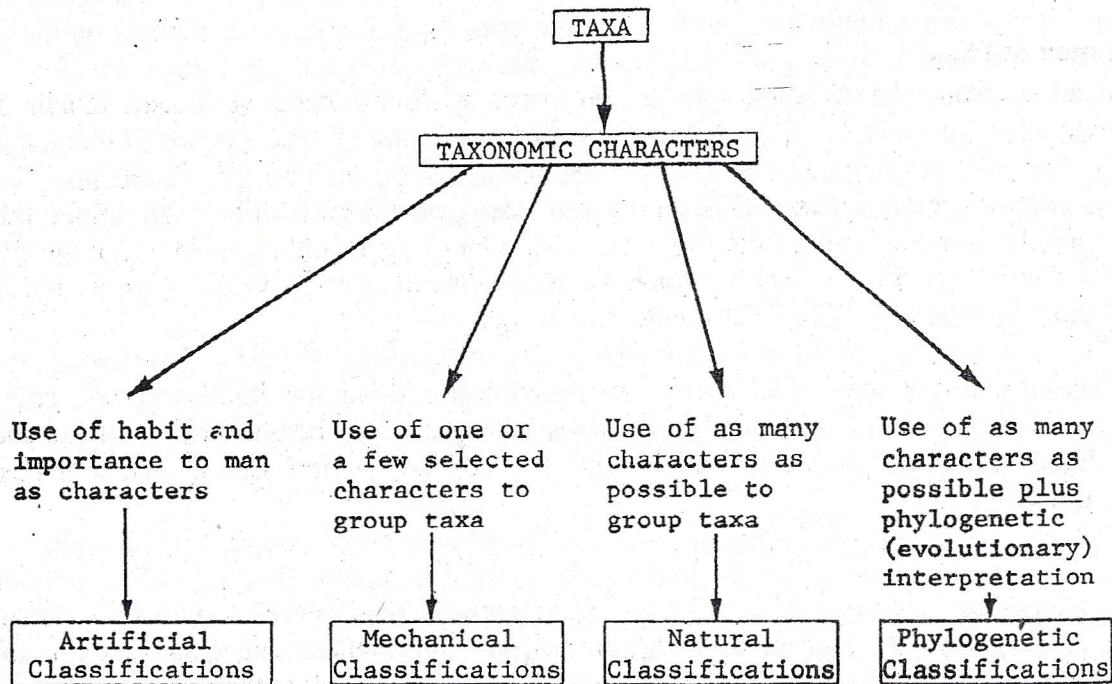 TAXA
TAXONOMIC CHARACTERS
Use of habit and
importance to man
as characters
Use of one or
a few selected
characters to
group taxa
Use of as many
characters as
possible to
group taxa
Use of as many
characters as
possible plus
phylogenetic
(evolutionary)
interpretation
Artificial
Classifications
Mechanical
Classifications
Natural
Classifications
Phylogenetic
Classifications